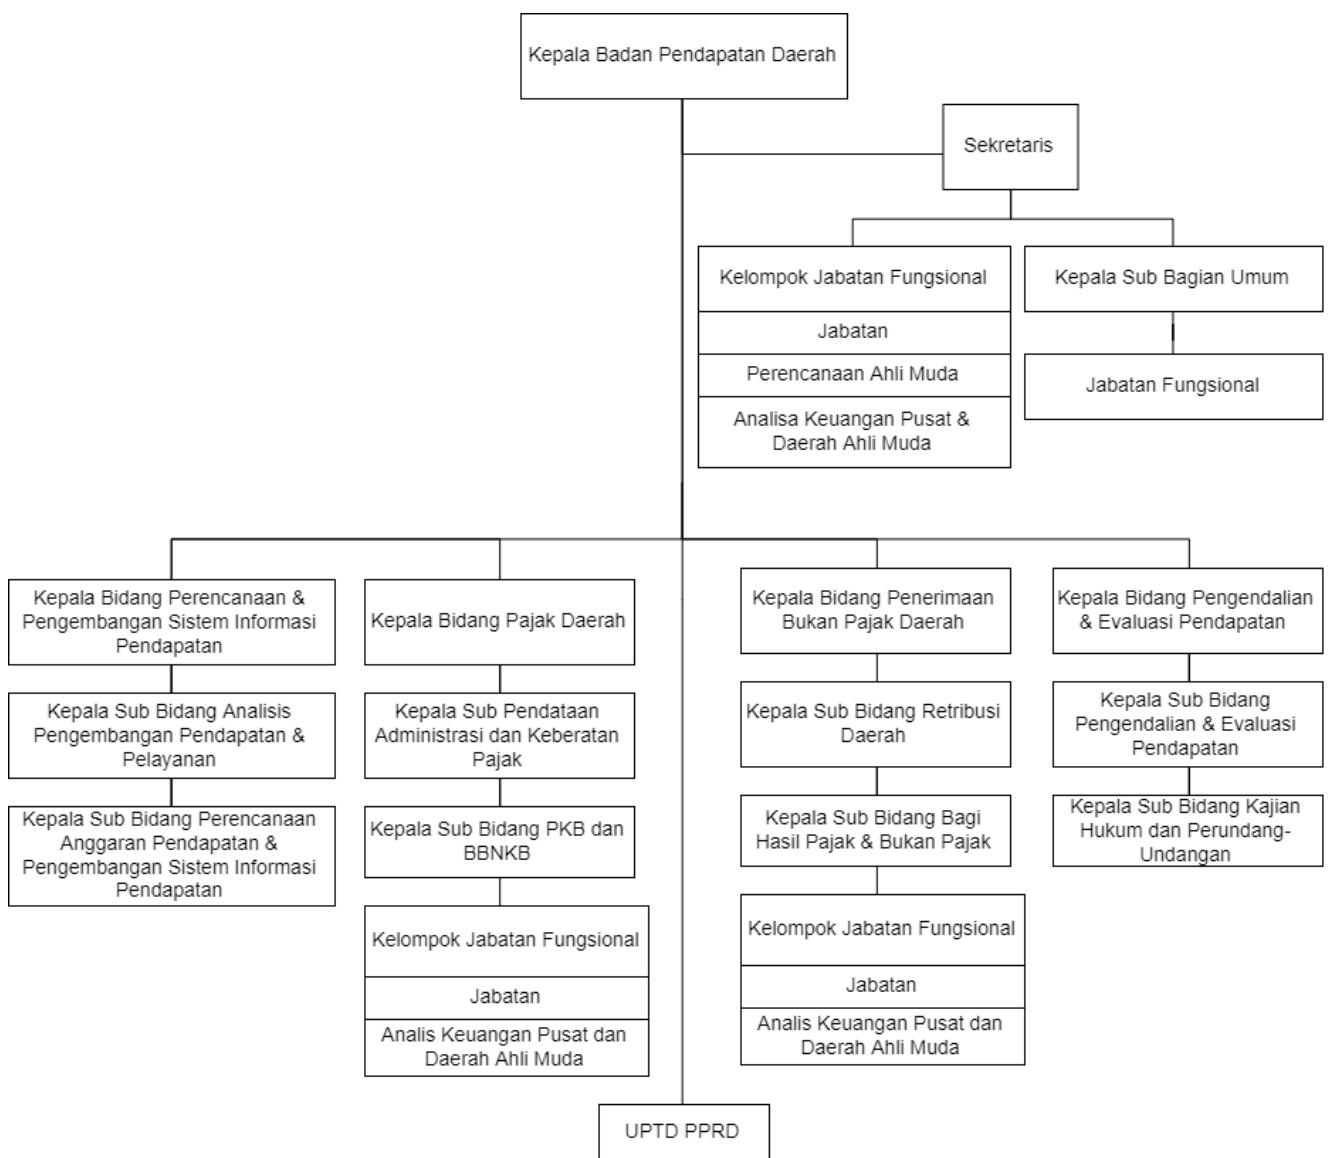 Kepala Badan Pendapatan Daerah
Sekretaris
Kelompok Jabatan Fungsional
Jabatan
Perencanaan Ahli Muda
Analisa Keuangan Pusat &
Daerah Ahli Muda
Kepala Sub Bagian Umum
Jabatan Fungsional
Kepala Bidang Perencanaan &
Pengembangan Sistem Informasi
Pendapatan
Kepala Sub Bidang Analisis
Pengembangan Pendapatan &
Pelayanan
Kepala Sub Bidang Perencanaan
Anggaran Pendapatan &
Pengembangan Sistem Informasi
Pendapatan
Kepala Bidang Pajak Daerah
Kepala Sub Pendataan
Administrasi dan Keberatan
Pajak
Kepala Sub Bidang PKB dan
BBNKB
Kelompok Jabatan Fungsional
Jabatan
Analis Keuangan Pusat dan
Daerah Ahli Muda
Kepala Bidang Penerimaan
Bukan Pajak Daerah
Kepala Sub Bidang Retribusi
Daerah
Kepala Sub Bidang Bagi
Hasil Pajak & Bukan Pajak
Kelompok Jabatan Fungsional
Jabatan
Analis Keuangan Pusat dan
Daerah Ahli Muda
Kepala Bidang Pengendalian
& Evaluasi Pendapatan
Kepala Sub Bidang
Pengendalian & Evaluasi
Pendapatan
Kepala Sub Bidang Kajian
Hukum dan Perundang-
Undangan
UPTD PPRD